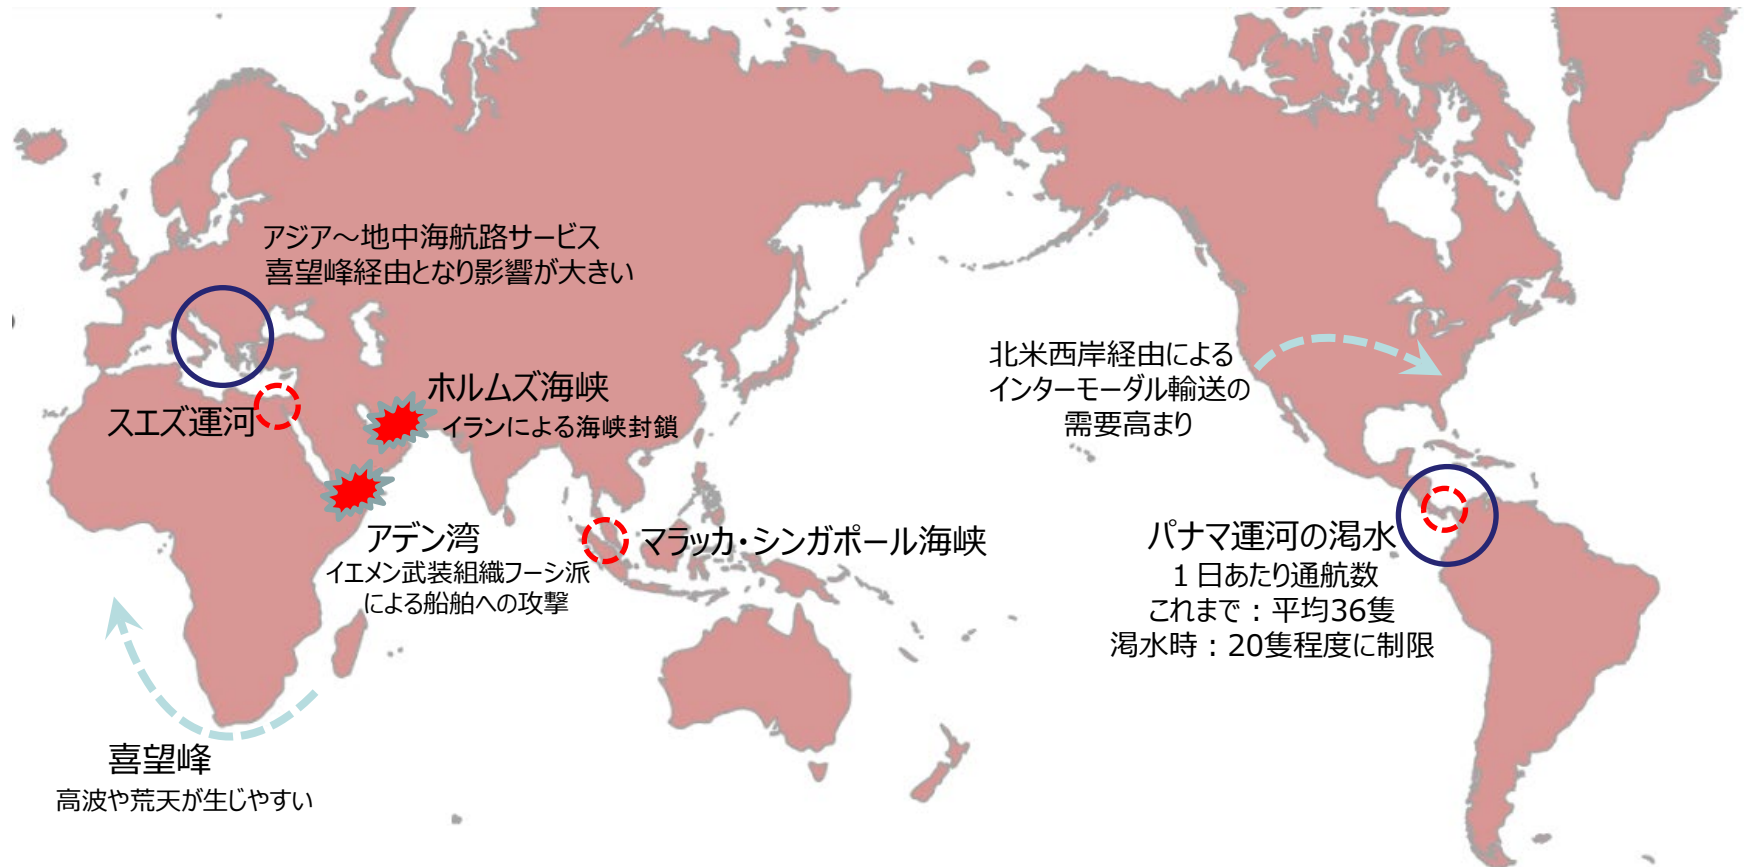 アジア～地中海航路サービス
喜望峰経由となり影響が大きい
ホルムズ海峡
イランによる海峡封鎖
スエズ運河
アデン湾
イエメン武装組織フーシ派
による船舶への攻撃
マラッカ・シンガポール海峡
喜望峰
高波や荒天が生じやすい
北米西岸経由による
インターモーダル輸送の
需要高まり
パナマ運河の渇水
１日あたり通航数
これまで：平均36隻
渇水時：20隻程度に制限